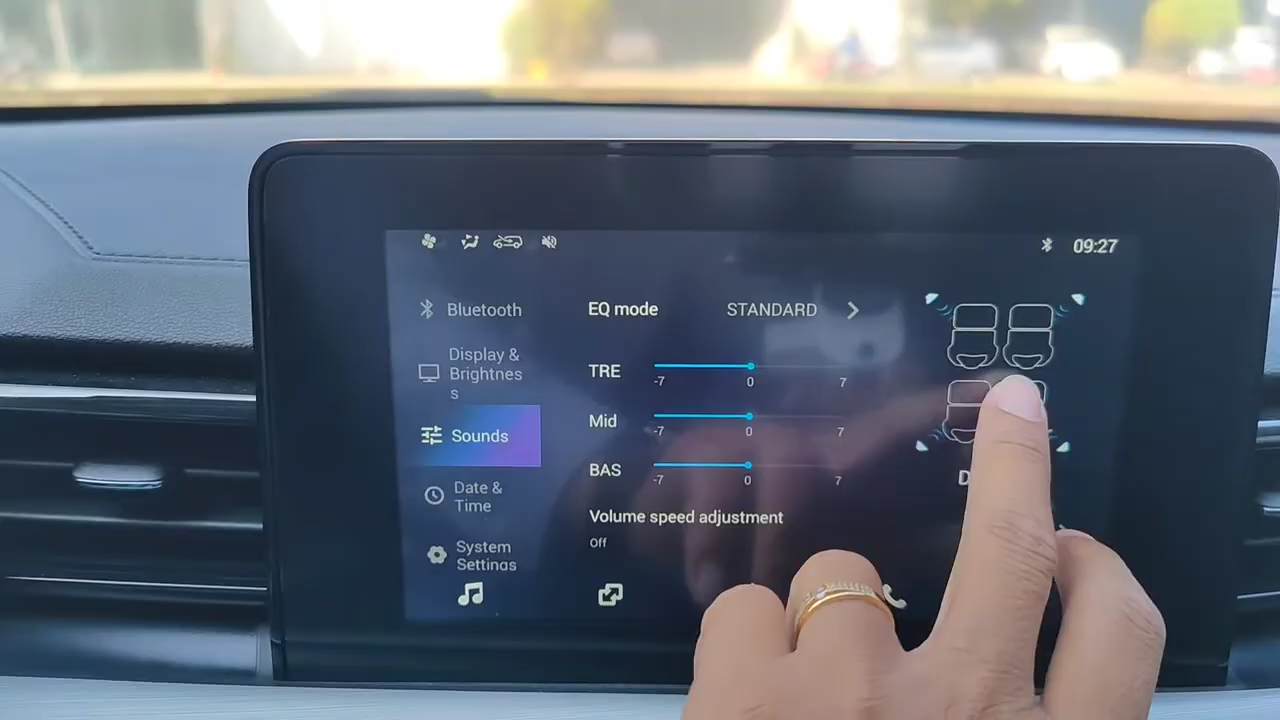 09:27
Bluetooth
EQ mode
STANDARD
Display &
Brightnes
s
TRE
-7
0
7
Sounds
Mid
-7
0
7
BAS
-7
0
7
Date &
Time
Volume speed adjustment
Off
System
Settings